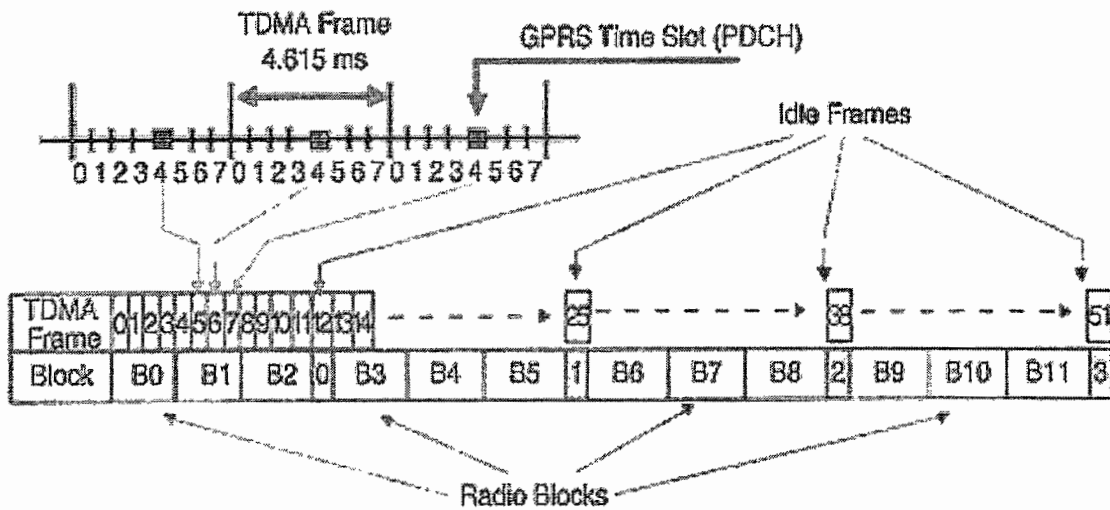 TDMA Frame
4.615 ms
GPRS Time Slot (PDCH)
Idle Frames
0 1 2 3 4 5 6 7 0 1 2 3 4 5 6 7 0 1 2 3 4 5 6 7
TDMA Frame 0 1 2 3 4 5 6 7 8 9 10 11 12 13 14 25 38 51
Block B0 B1 B2 0 B3 B4 B5 1 B6 B7 B8 2 B9 B10 B11 3
Radio Blocks